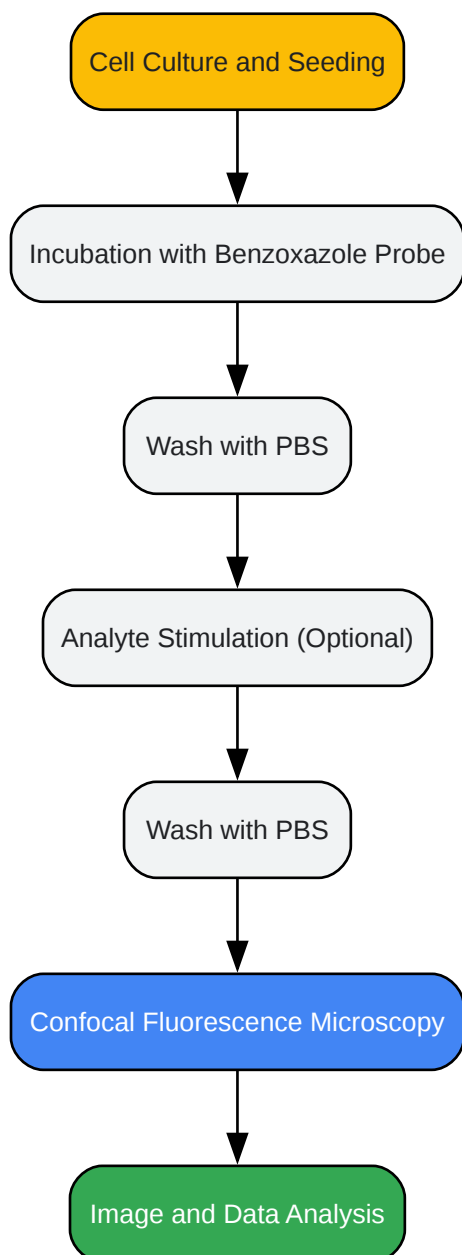 Cell Culture and Seeding
Incubation with Benzoxazole Probe
Wash with PBS
Analyte Stimulation (Optional)
Wash with PBS
Confocal Fluorescence Microscopy
Image and Data Analysis